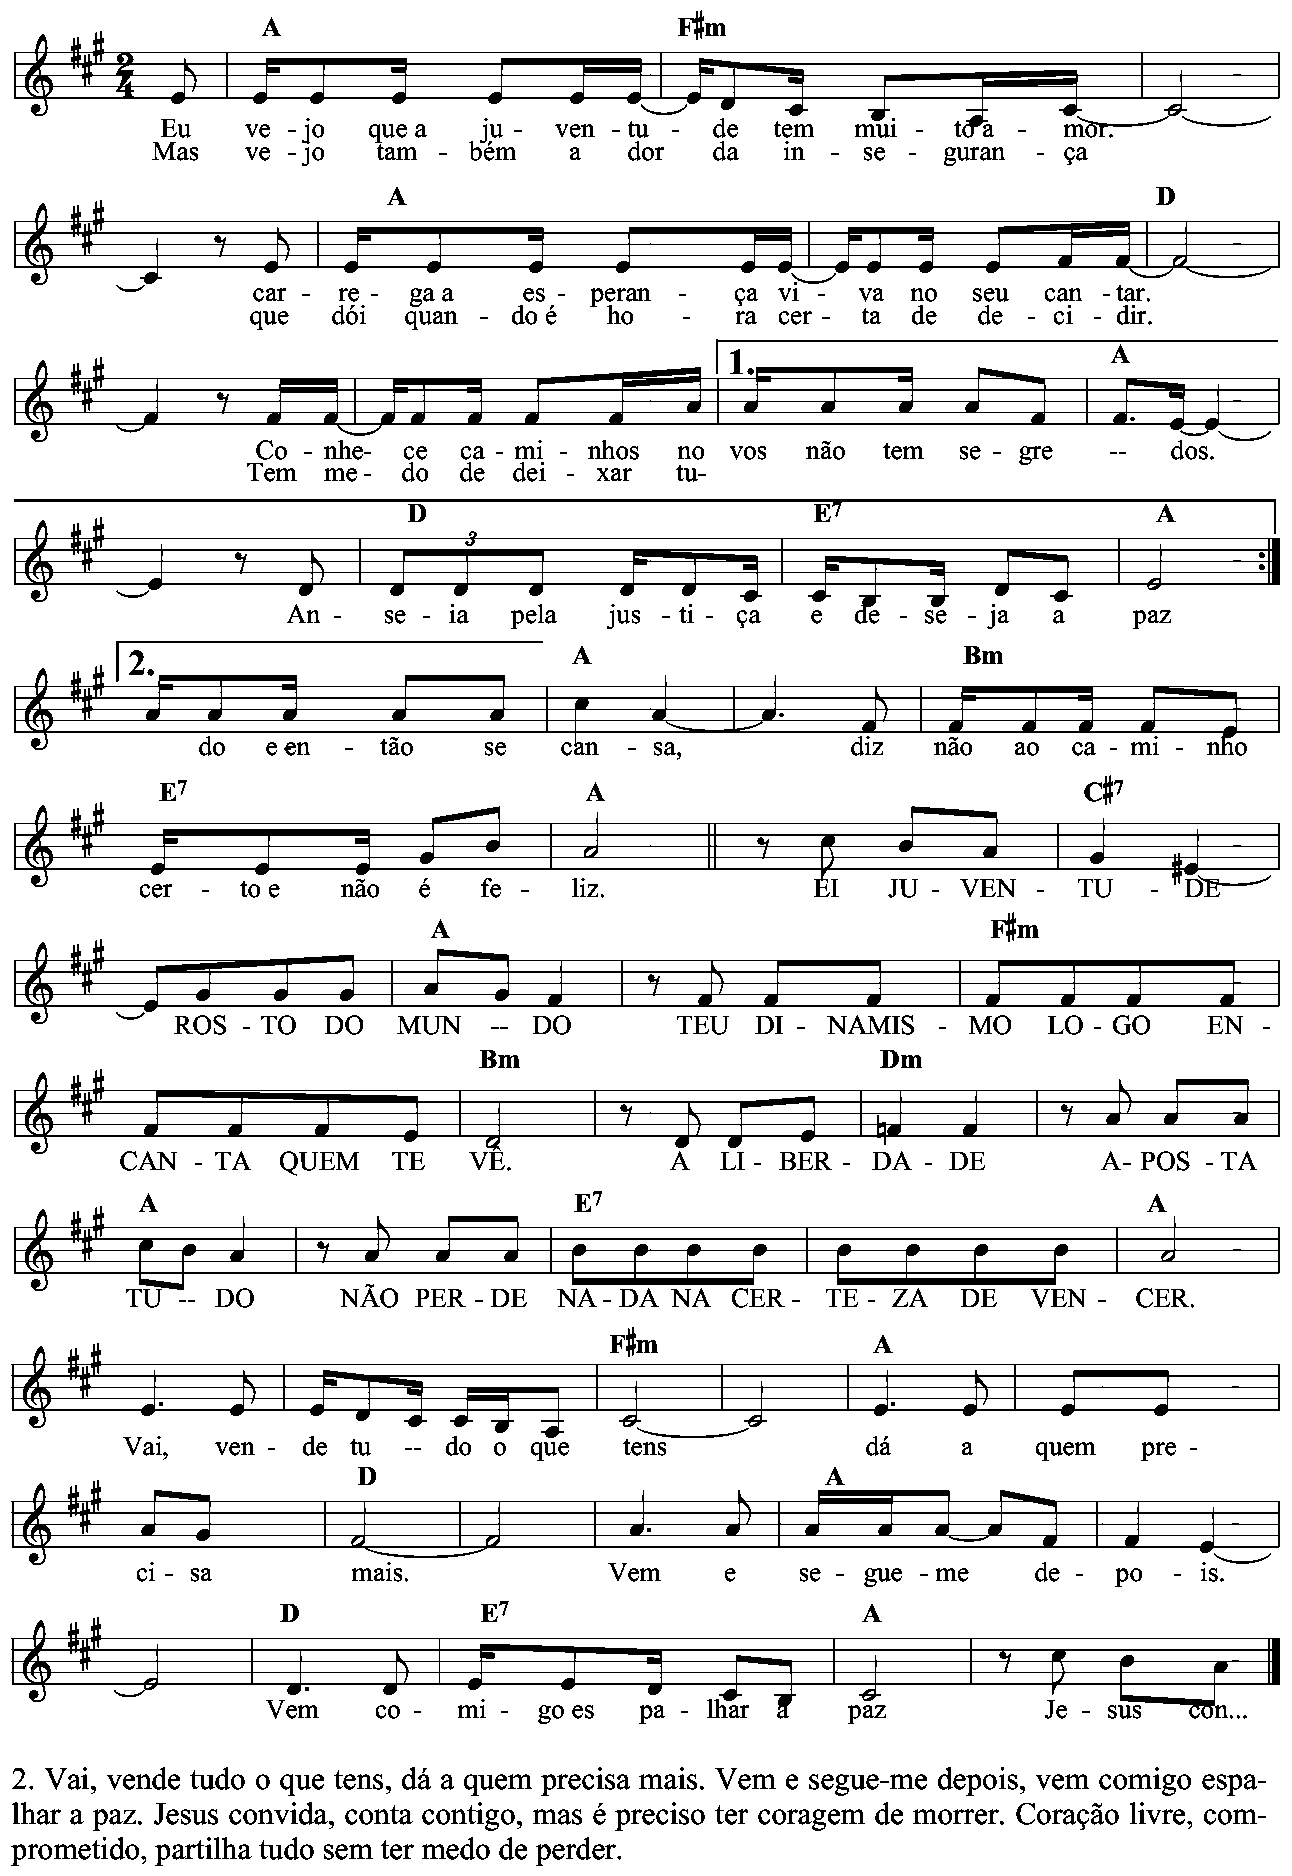 A F#m
2/4
Eu ve-jo que a ju-ven-tu-de tem mui-to a-mor.
Mas ve-jo tam-bém a dor da in-se-guran-ça
A D
car-re-ga a es-peran-ça vi-va no seu can-tar.
que dói quan-do é ho-ra cer-ta de de-ci-dir.
1. A
Co-nhe-ce ca-mi-nhos no vos não tem se-gre -- dos.
Tem me-do de dei-xar tu-
D 3 E7 A
An-se-ia pela jus-ti-ça e de-se-ja a paz
2. A Bm
do e en-tão se can-sa, diz não ao ca-mi-nho
E7 A C#7
cer-to e não é fe-liz. EI JU-VEN-TU-DE
A F#m
ROS-TO DO MUN -- DO TEU DI-NAMIS-MO LO-GO EN-
Bm Dm
CAN-TA QUEM TE VÊ. A LI-BER-DA-DE A-POS-TA
A E7 A
TU -- DO NÃO PER-DE NA-DA NA CER-TE-ZA DE VEN-CER.
F#m A
Vai, ven-de tu -- do o que tens dá a quem pre-
D A
ci-sa mais. Vem e se-gue-me de-po-is.
D E7 A
Vem co-mi-go es pa-lhar a paz Je-sus con...
2. Vai, vende tudo o que tens, dá a quem precisa mais. Vem e segue-me depois, vem comigo espa-
lhar a paz. Jesus convida, conta contigo, mas é preciso ter coragem de morrer. Coração livre, com-
prometido, partilha tudo sem ter medo de perder.